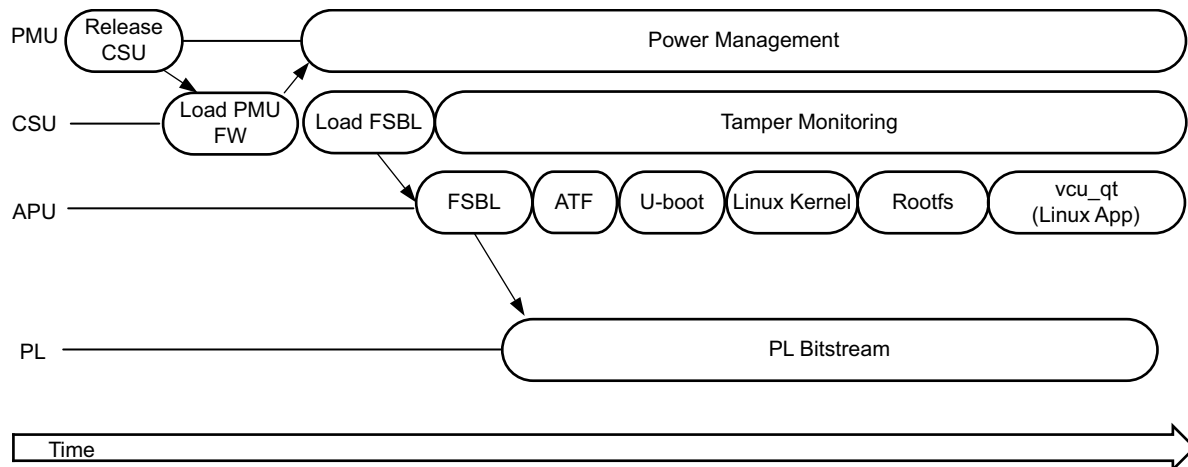 PMU
Release
CSU
Power Management
CSU
Load PMU
FW
Load FSBL
Tamper Monitoring
APU
FSBL
ATF
U-boot
Linux Kernel
Rootfs
vcu_qt
(Linux App)
PL
PL Bitstream
Time